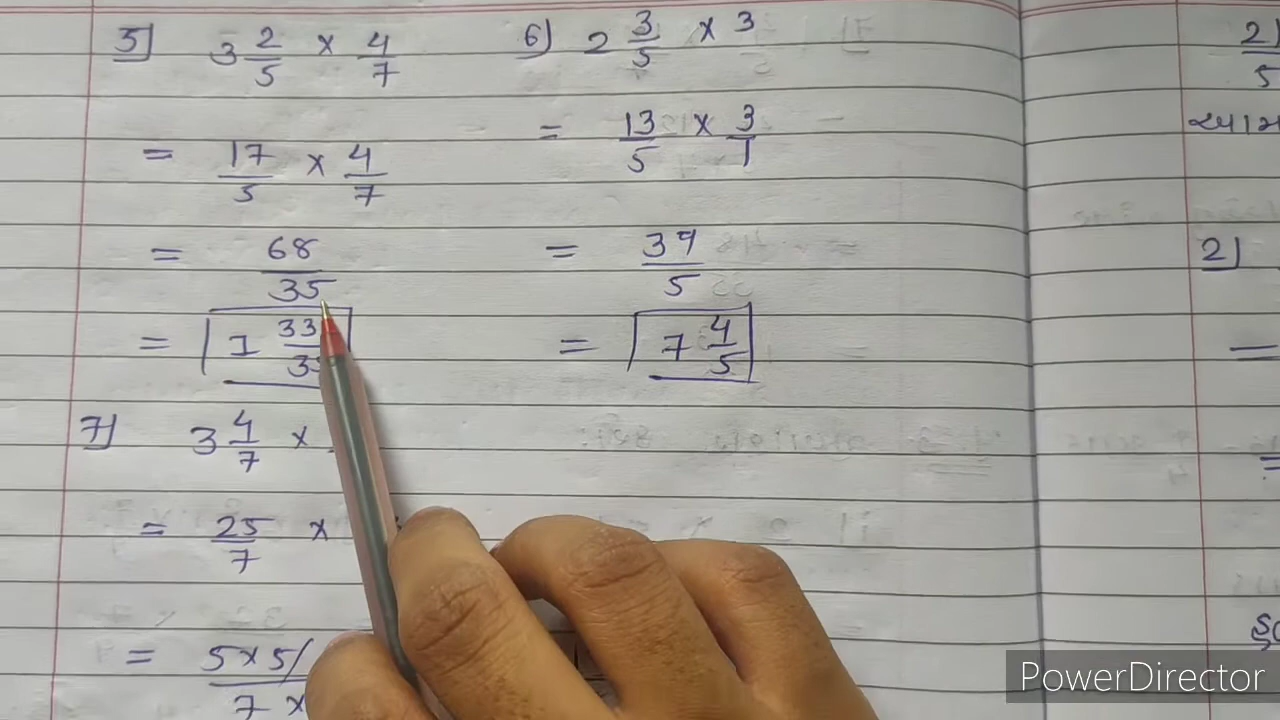 5) 3 2/5 × 4/7
= 17/5 × 4/7
= 68/35
= 1 33/35
6) 2 3/5 × 3
= 13/5 × 3/1
= 39/5
= 7 4/5
7) 3 4/7 ×
= 25/7 ×
= 5×5/ 7×
2/5
2)
=
PowerDirector